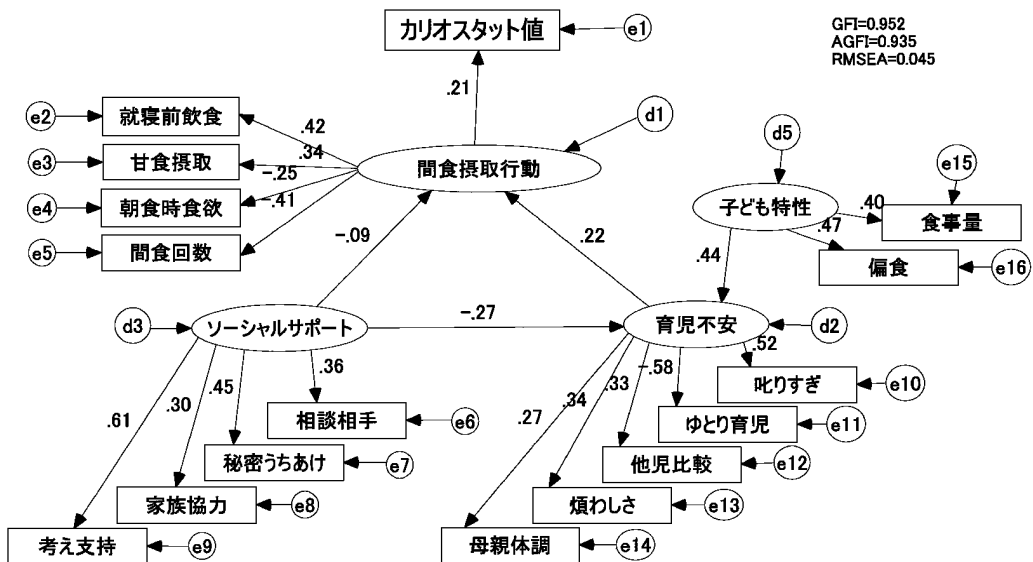 カリオスタット値
e1
GFI=0.952
AGFI=0.935
RMSEA=0.045
.21
e2
就寝前飲食
.42
d1
d5
e3
甘食摂取
.34
間食摂取行動
e15
-.25
子ども特性
.40
食事量
e4
朝食時食欲
-.41
.47
e5
間食回数
-.09
.22
.44
偏食
e16
d3
ソーシャルサポート
-.27
育児不安
d2
.52
.61
.30
.45
.36
.27
.34
.33
-.58
叱りすぎ
e10
相談相手
e6
ゆとり育児
e11
秘密うちあけ
e7
他児比較
e12
家族協力
e8
煩わしさ
e13
考え支持
e9
母親体調
e14